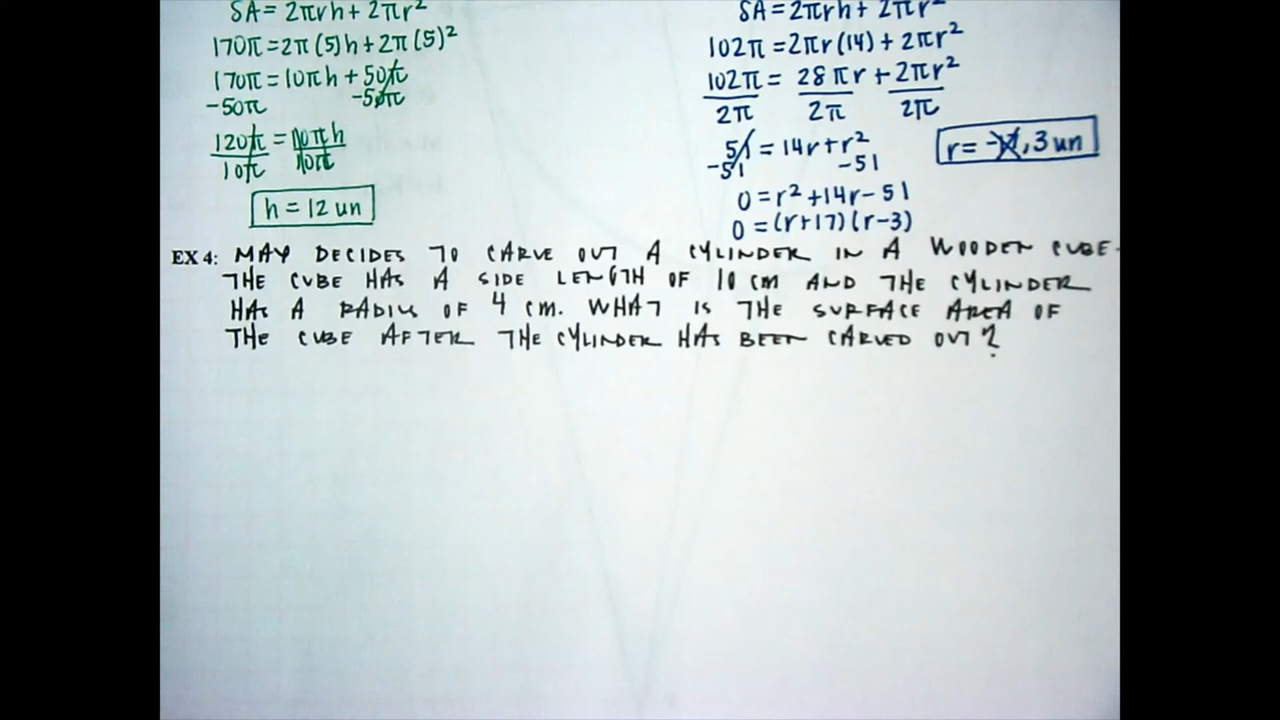 SA = 2πrh + 2πr²
170π = 2π(5)h + 2π(5)²
170π = 10πh + 50π
-50π -50π
120π = 10πh
10π 10π
h = 12 un
SA = 2πrh + 2πr²
102π = 2πr(14) + 2πr²
102π = 28πr + 2πr²
2π 2π 2π
51 = 14r + r²
-51 -51
0 = r² + 14r - 51
0 = (r+17)(r-3)
r = -17, 3 un
EX 4: MAY DECIDES TO CARVE OUT A CYLINDER IN A WOODEN CUBE.
THE CUBE HAS A SIDE LENGTH OF 10 CM AND THE CYLINDER
HAS A RADIUS OF 4 CM. WHAT IS THE SURFACE AREA OF
THE CUBE AFTER THE CYLINDER HAS BEEN CARVED OUT?